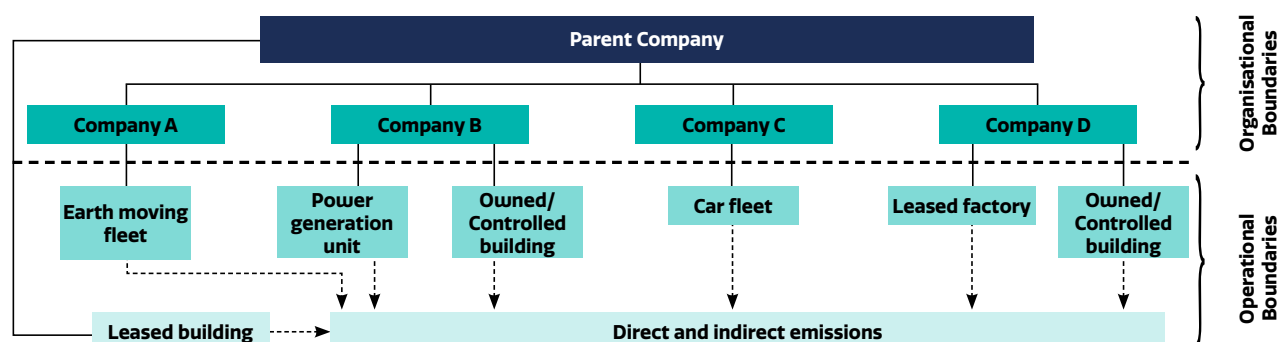 Parent Company
Organisational
Boundaries
Company A
Company B
Company C
Company D
Earth moving
fleet
Power
generation
unit
Owned/
Controlled
building
Car fleet
Leased factory
Owned/
Controlled
building
Operational
Boundaries
Leased building
Direct and indirect emissions